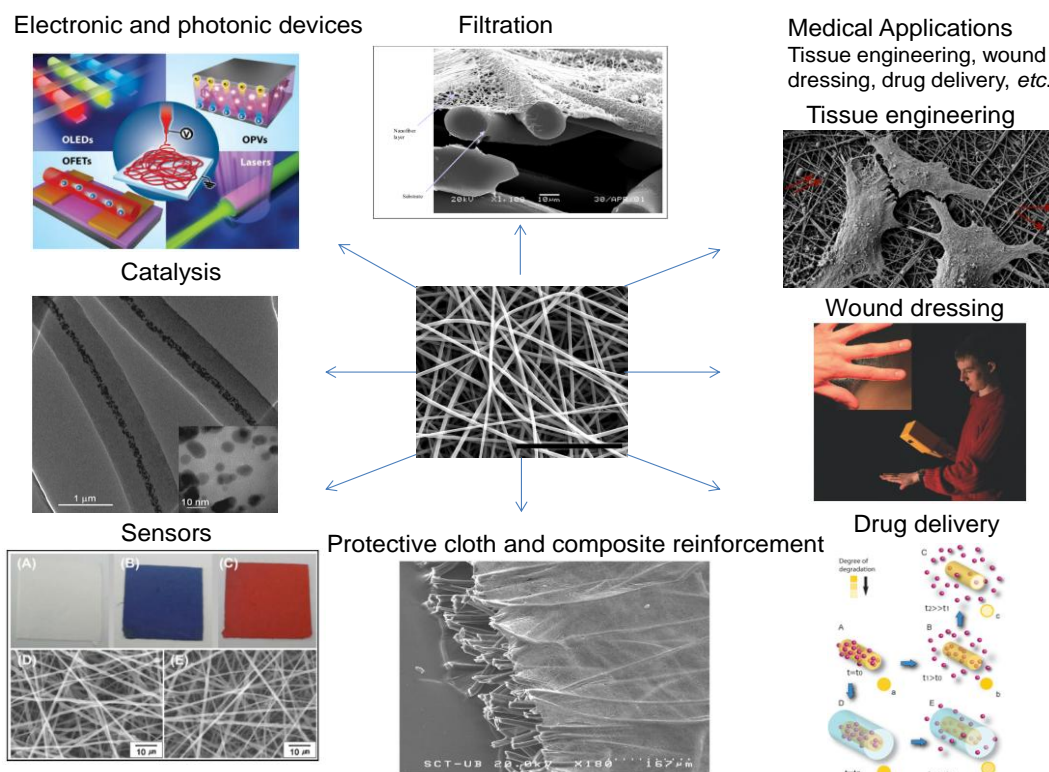 Electronic and photonic devices
OLEDs
OPVs
OFETs
Lasers
V
Filtration
Nanofiber
layer
Substrate
20kV X1,100 10μm 30/APR/01
Medical Applications
Tissue engineering, wound
dressing, drug delivery, etc.
Tissue engineering
Catalysis
1 μm
10 nm
Wound dressing
Sensors
(A)
(B)
(C)
(D)
(E)
10 μm
10 μm
Protective cloth and composite reinforcement
SCT-UB 20.0kV X180 167μm
Drug delivery
Degree of
degradation
C
t2>>t1
c
A
B
t=t0
t1>t0
a
b
D
E